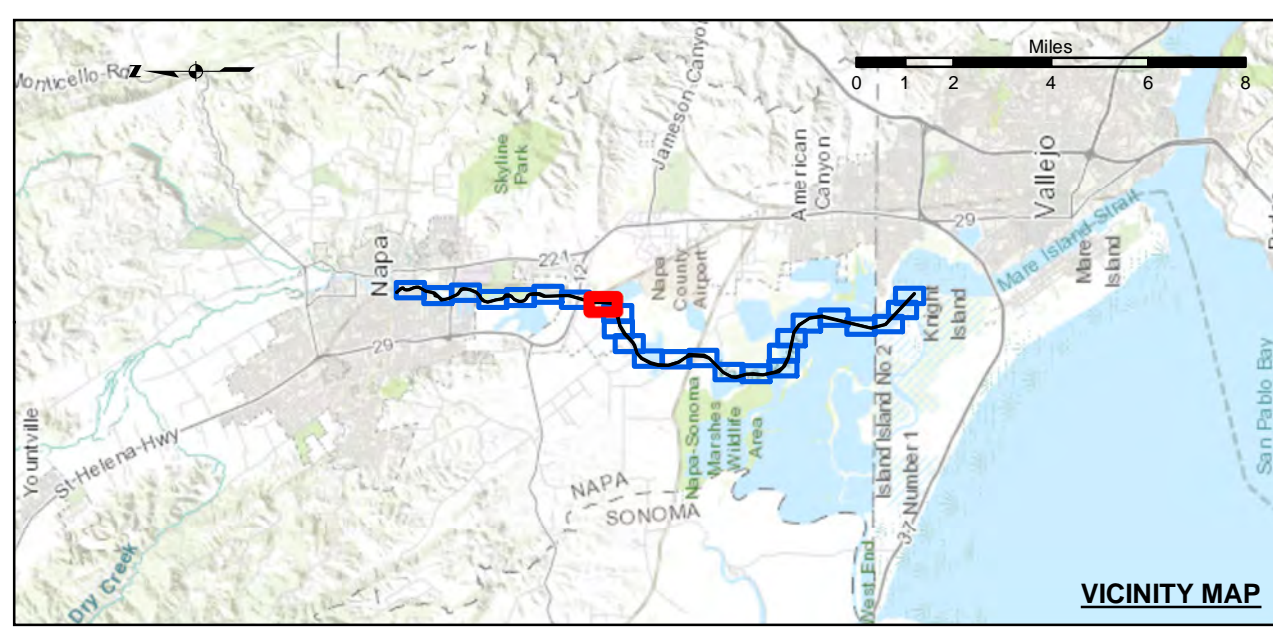 Monticello-Rd
Z
Miles
0 1 2 4 6 8
Jameson Canyo
Skyline
Park
American
Canyon
Vallejo
Napa
221
12
Napa
County
Airport
29
Mare Island-Strait
Mare
Island
29
Knight
Island
Island Island No 2
Napa-Sonoma
Marshes
Wildlife
Area
Yountville
St-Helena-Hwy
NAPA
SONOMA
37
Number 1
San Pablo Bay
Dry Creek
West End
VICINITY MAP